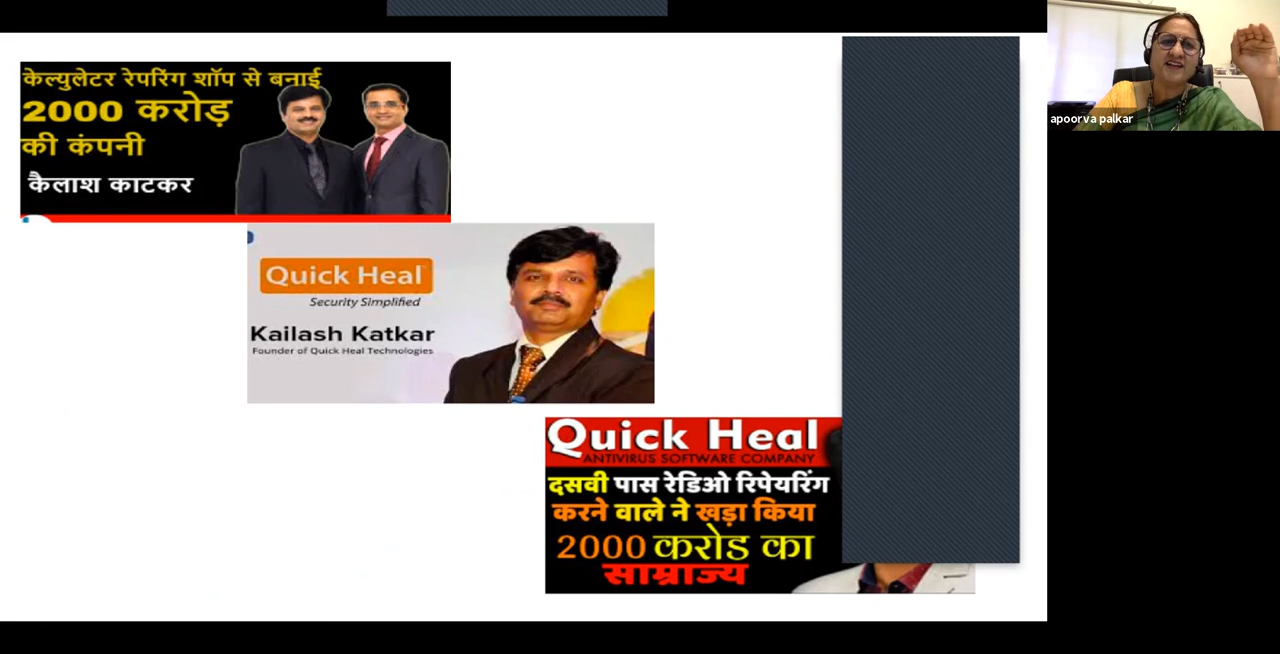 केल्युलेटर रेपरिंग शॉप से बनाई
2000 करोड़
की कंपनी
कैलाश काटकर
Quick Heal
Security Simplified
Kailash Katkar
Founder of Quick Heal Technologies
Quick Heal
ANTIVIRUS SOFTWARE COMPANY
दसवी पास रेडिओ रिपेयरिंग
करने वाले ने खड़ा किया
2000 करोड का
साम्राज्य
apoorva palkar